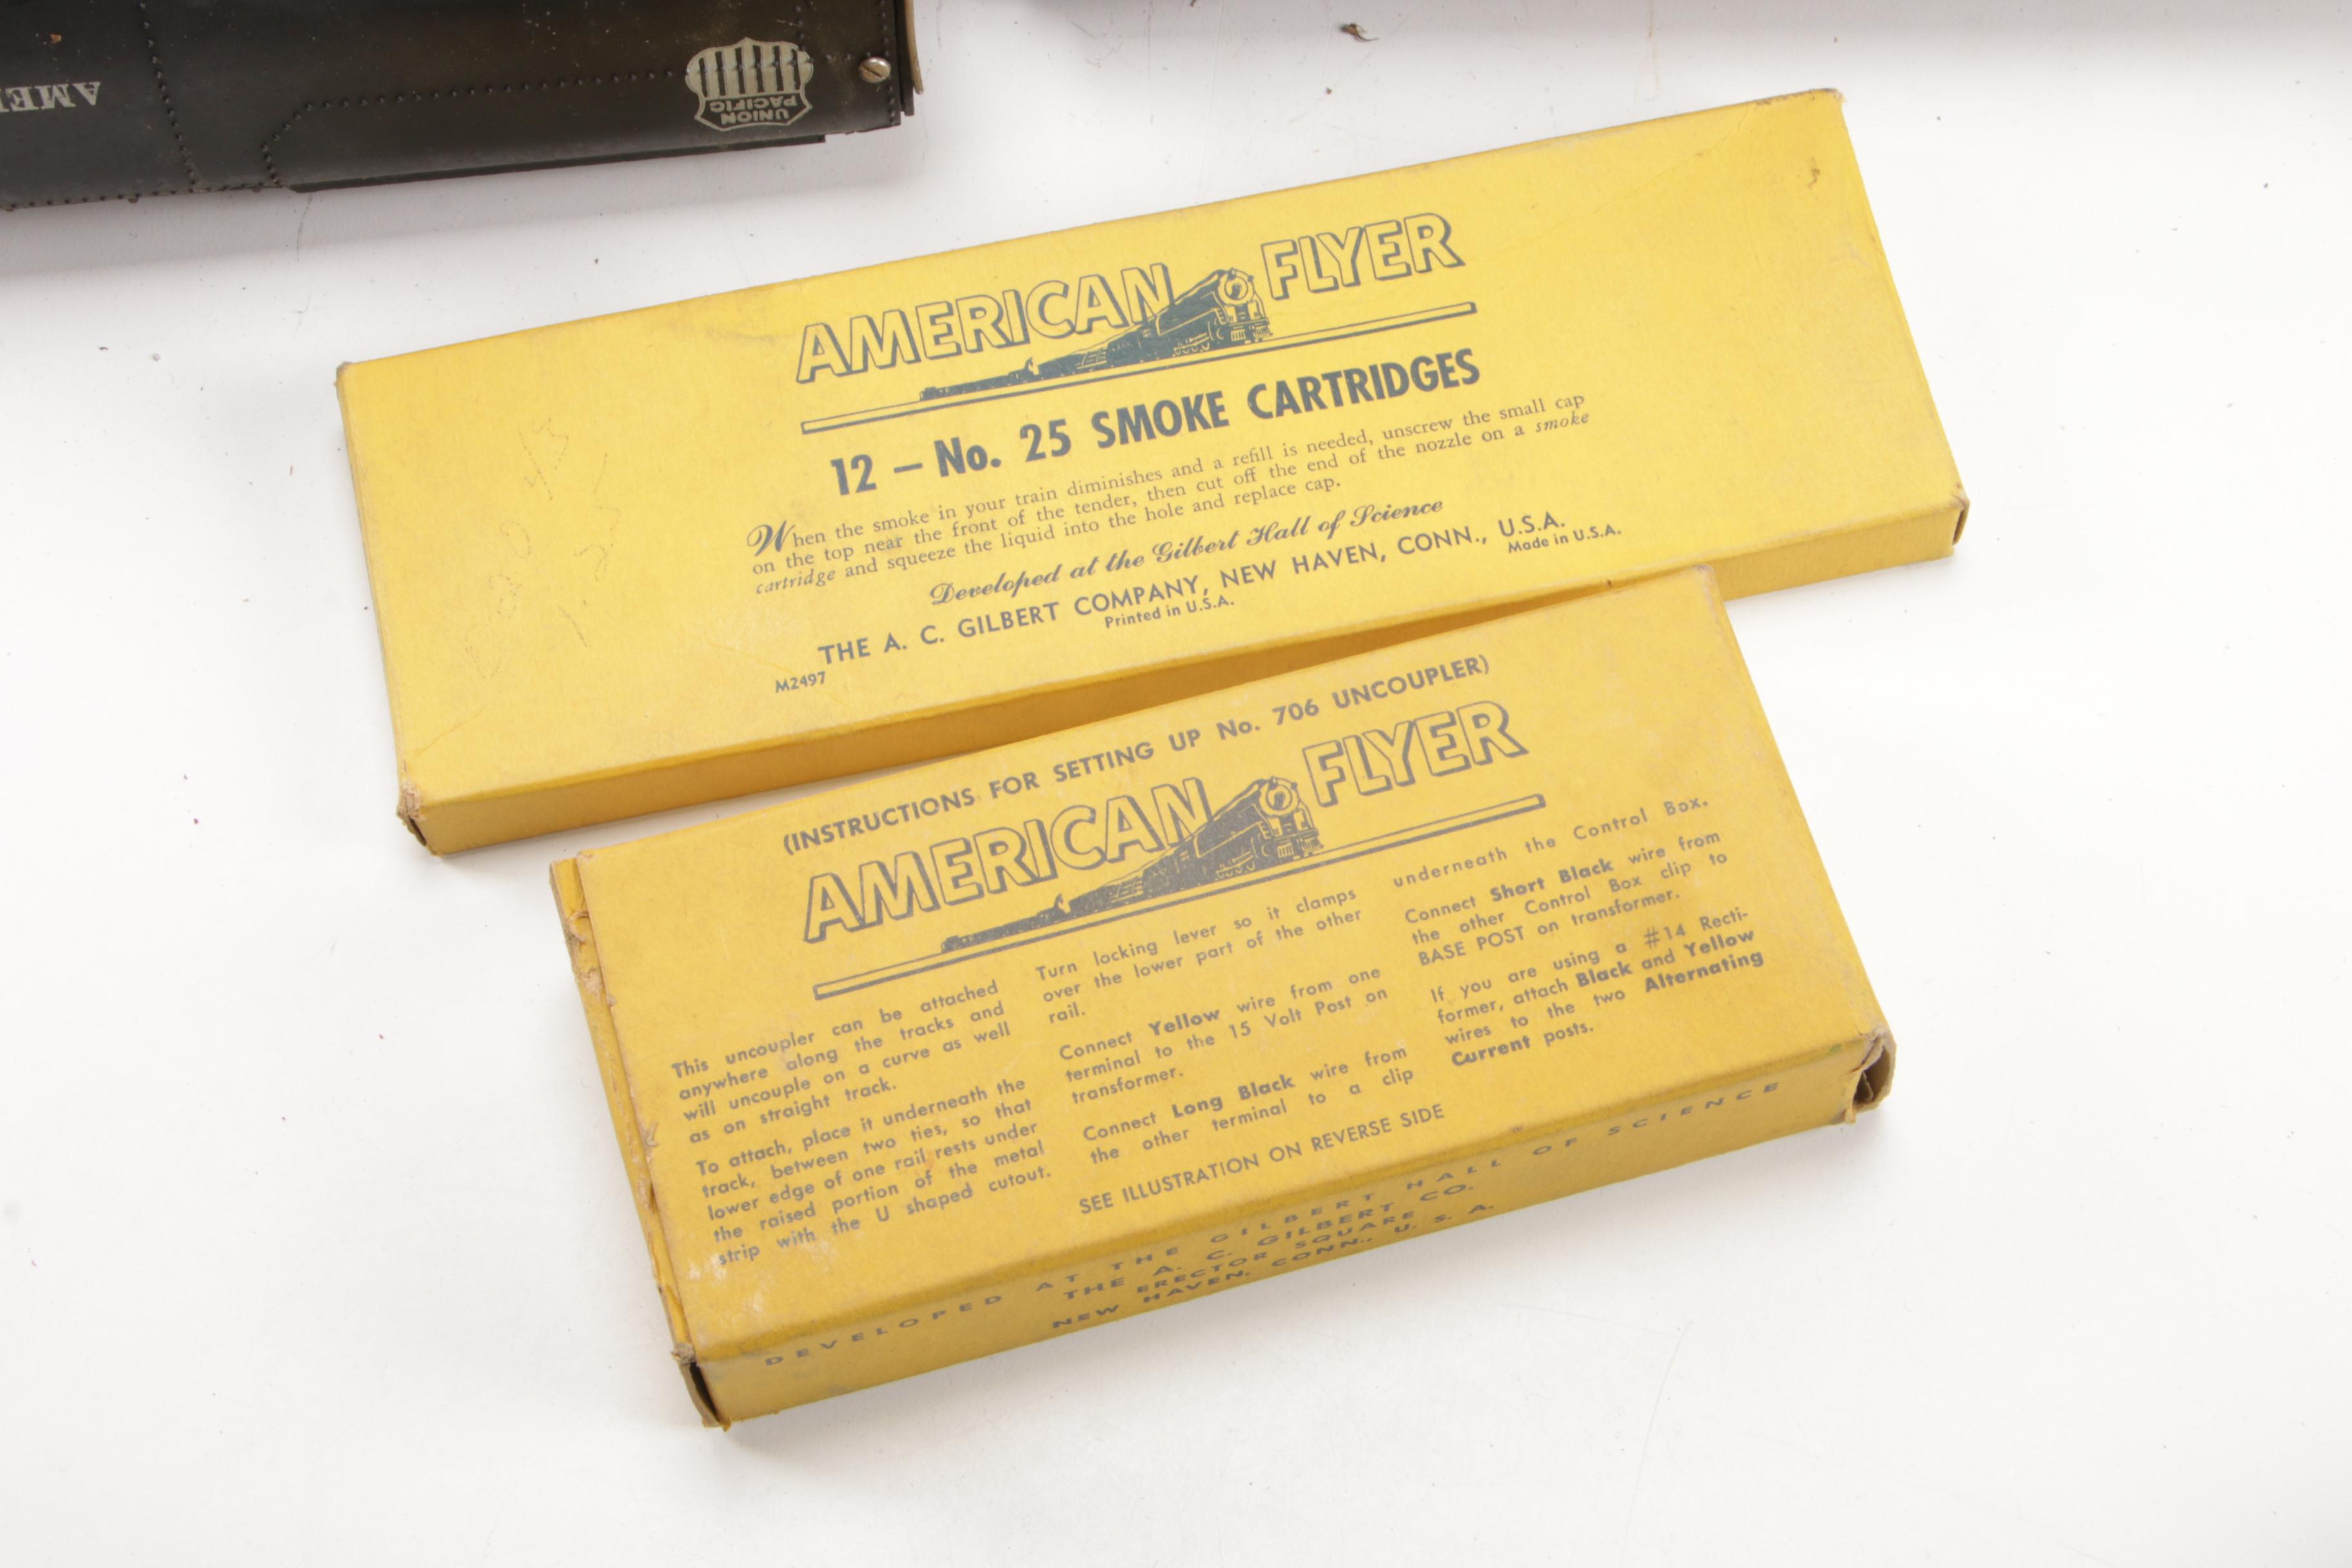 AMER
UNION
PACIFIC
AMERICAN FLYER
12 – No. 25 SMOKE CARTRIDGES
When the smoke in your train diminishes and a refill is needed, unscrew the small cap
on the top near the front of the tender, then cut off the end of the nozzle on a smoke
cartridge and squeeze the liquid into the hole and replace cap.
Developed at the Gilbert Hall of Science
THE A. C. GILBERT COMPANY, NEW HAVEN, CONN., U.S.A.
Printed in U.S.A.
Made in U.S.A.
M2497
(INSTRUCTIONS FOR SETTING UP No. 706 UNCOUPLER)
AMERICAN FLYER
This uncoupler can be attached
anywhere along the tracks and
will uncouple on a curve as well
as on straight track.
To attach, place it underneath the
track, between two ties, so that
lower edge of one rail rests under
the raised portion of the metal
strip with the U shaped cutout.
Turn locking lever so it clamps
over the lower part of the other
rail.
Connect Yellow wire from one
terminal to the 15 Volt Post on
transformer.
Connect Long Black wire from
the other terminal to a clip
underneath the Control Box.
Connect Short Black wire from
the other Control Box clip to
BASE POST on transformer.
If you are using a #14 Recti-
former, attach Black and Yellow
wires to the two Alternating
Current posts.
SEE ILLUSTRATION ON REVERSE SIDE
DEVELOPED AT THE GILBERT HALL OF SCIENCE
THE A. C. GILBERT CO.
ERECTOR SQUARE
NEW HAVEN, CONN., U. S. A.